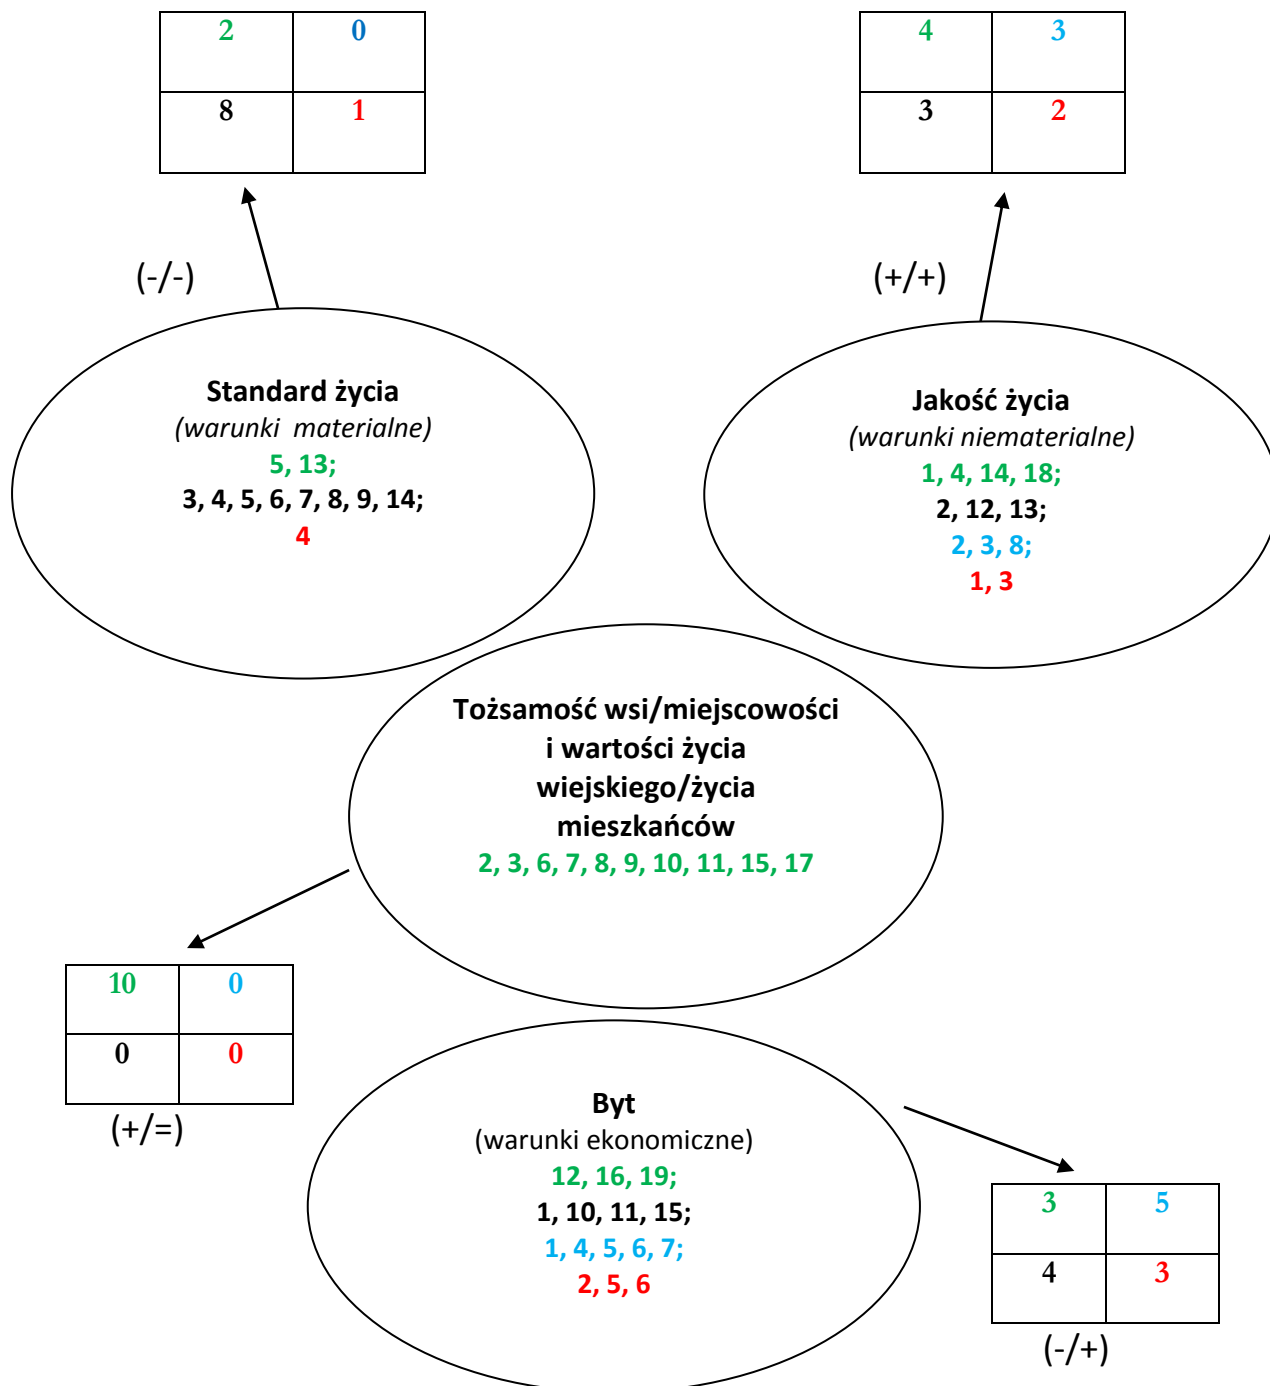 2 0
8 1
4 3
3 2
(-/-)
(+/+)
Standard życia
(warunki materialne)
5, 13;
3, 4, 5, 6, 7, 8, 9, 14;
4
Jakość życia
(warunki niematerialne)
1, 4, 14, 18;
2, 12, 13;
2, 3, 8;
1, 3
Tożsamość wsi/miejscowości
i wartości życia
wiejskiego/życia
mieszkańców
2, 3, 6, 7, 8, 9, 10, 11, 15, 17
10 0
0 0
(+/=)
Byt
(warunki ekonomiczne)
12, 16, 19;
1, 10, 11, 15;
1, 4, 5, 6, 7;
2, 5, 6
3 5
4 3
(-/+)